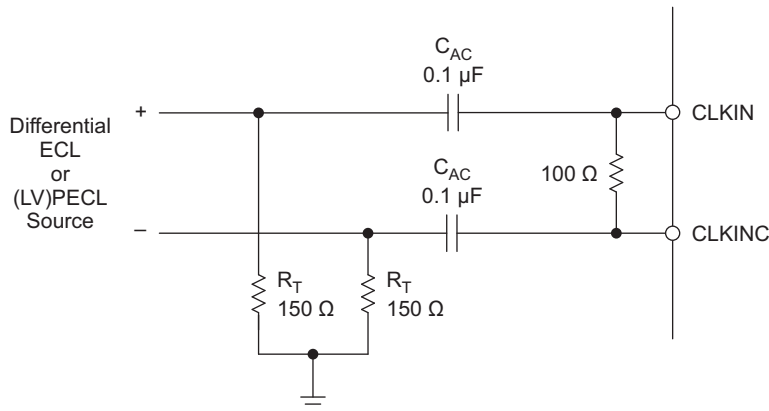 C_AC
0.1 µF
+
CLKIN
Differential
ECL
or
(LV)PECL
Source
C_AC
0.1 µF
100 Ω
–
CLKINC
R_T
150 Ω
R_T
150 Ω